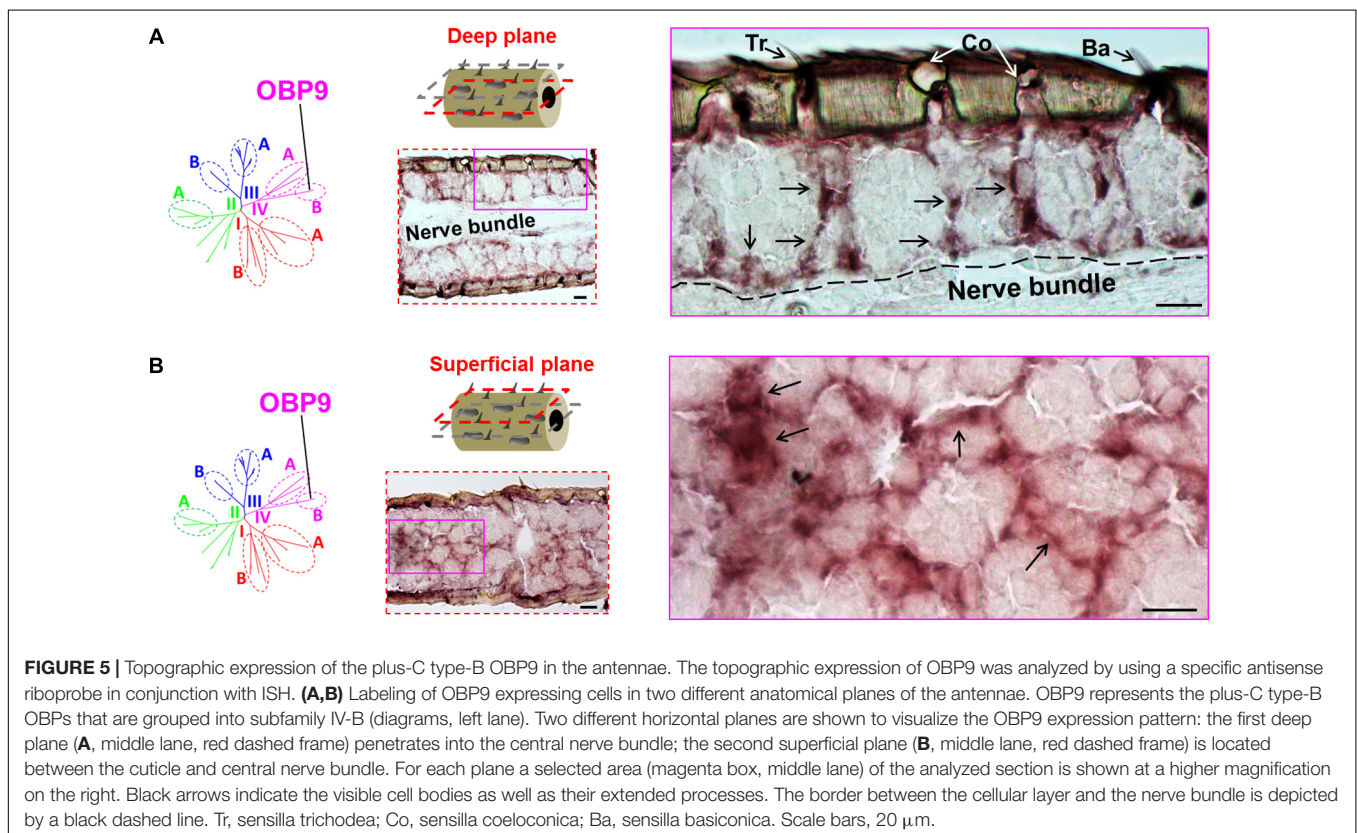 A
Deep plane
OBP9
A
B
A
A
III
II
IV
B
I
A
B
Nerve bundle
Tr
Co
Ba
Nerve bundle
B
Superficial plane
OBP9
A
B
A
A
III
II
IV
B
I
A
B
FIGURE 5 | Topographic expression of the plus-C type-B OBP9 in the antennae. The topographic expression of OBP9 was analyzed by using a specific antisense
riboprobe in conjunction with ISH. (A,B) Labeling of OBP9 expressing cells in two different anatomical planes of the antennae. OBP9 represents the plus-C type-B
OBPs that are grouped into subfamily IV-B (diagrams, left lane). Two different horizontal planes are shown to visualize the OBP9 expression pattern: the first deep
plane (A, middle lane, red dashed frame) penetrates into the central nerve bundle; the second superficial plane (B, middle lane, red dashed frame) is located
between the cuticle and central nerve bundle. For each plane a selected area (magenta box, middle lane) of the analyzed section is shown at a higher magnification
on the right. Black arrows indicate the visible cell bodies as well as their extended processes. The border between the cellular layer and the nerve bundle is depicted
by a black dashed line. Tr, sensilla trichodea; Co, sensilla coeloconica; Ba, sensilla basiconica. Scale bars, 20 μm.